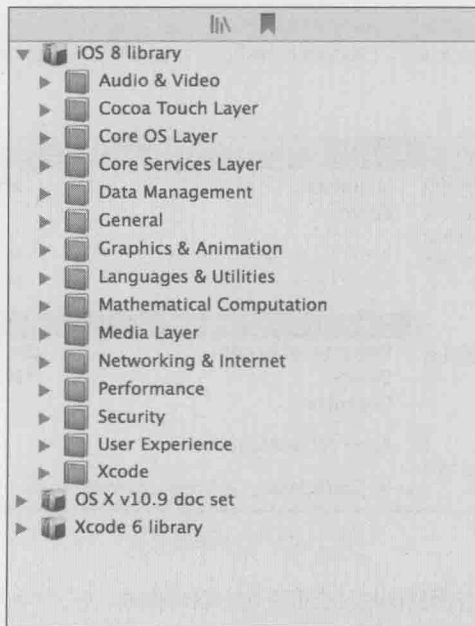 iOS 8 library
Audio & Video
Cocoa Touch Layer
Core OS Layer
Core Services Layer
Data Management
General
Graphics & Animation
Languages & Utilities
Mathematical Computation
Media Layer
Networking & Internet
Performance
Security
User Experience
Xcode
OS X v10.9 doc set
Xcode 6 library